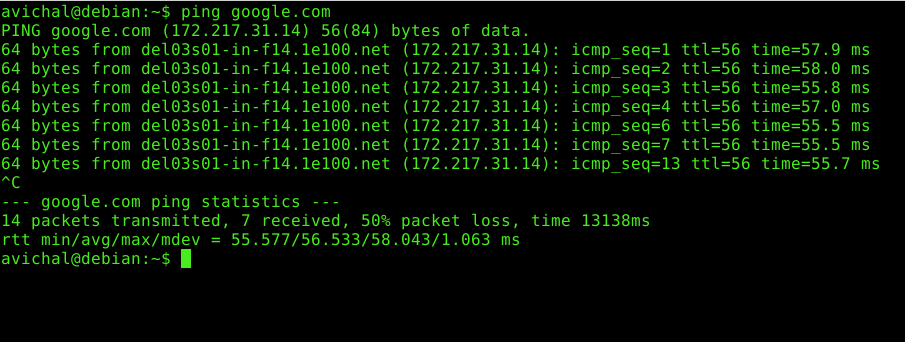 avichal@debian:~$ ping google.com
PING google.com (172.217.31.14) 56(84) bytes of data.
64 bytes from del03s01-in-f14.1e100.net (172.217.31.14): icmp_seq=1 ttl=56 time=57.9 ms
64 bytes from del03s01-in-f14.1e100.net (172.217.31.14): icmp_seq=2 ttl=56 time=58.0 ms
64 bytes from del03s01-in-f14.1e100.net (172.217.31.14): icmp_seq=3 ttl=56 time=55.8 ms
64 bytes from del03s01-in-f14.1e100.net (172.217.31.14): icmp_seq=4 ttl=56 time=57.0 ms
64 bytes from del03s01-in-f14.1e100.net (172.217.31.14): icmp_seq=6 ttl=56 time=55.5 ms
64 bytes from del03s01-in-f14.1e100.net (172.217.31.14): icmp_seq=7 ttl=56 time=55.5 ms
64 bytes from del03s01-in-f14.1e100.net (172.217.31.14): icmp_seq=13 ttl=56 time=55.7 ms
^C
--- google.com ping statistics ---
14 packets transmitted, 7 received, 50% packet loss, time 13138ms
rtt min/avg/max/mdev = 55.577/56.533/58.043/1.063 ms
avichal@debian:~$